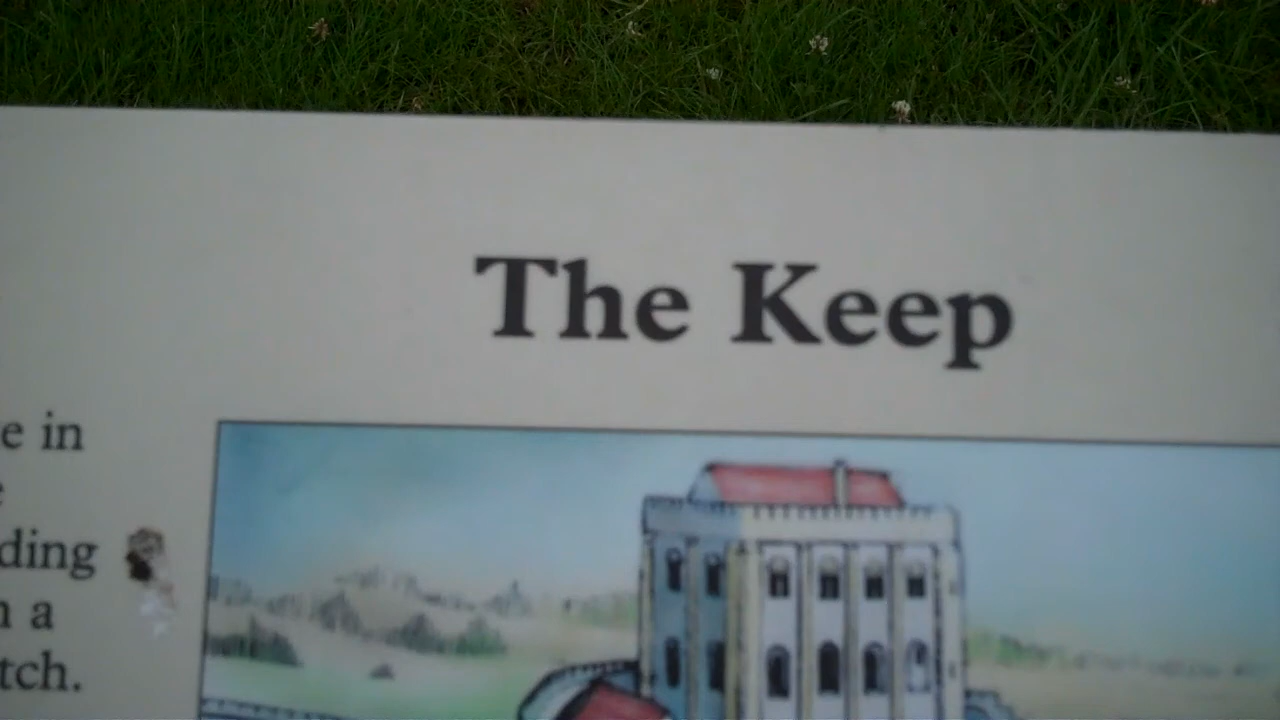 The Keep
e in
e
ding
n a
tch.